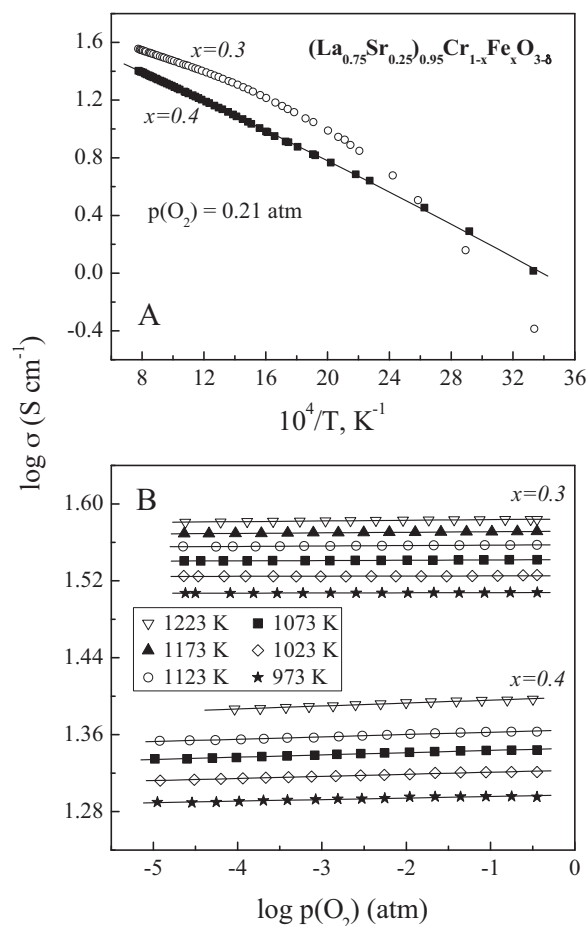 1.6
1.2
0.8
0.4
0.0
-0.4
x=0.3
(La0.75Sr0.25)0.95Cr1-xFexO3-δ
x=0.4
p(O2) = 0.21 atm
A
8 12 16 20 24 28 32 36
10^4/T, K^-1
log σ (S cm^-1)
B
x=0.3
1.60
1.52
1.44
1.36
1.28
1223 K 1073 K
1173 K 1023 K
1123 K 973 K
x=0.4
-5 -4 -3 -2 -1 0
log p(O2) (atm)